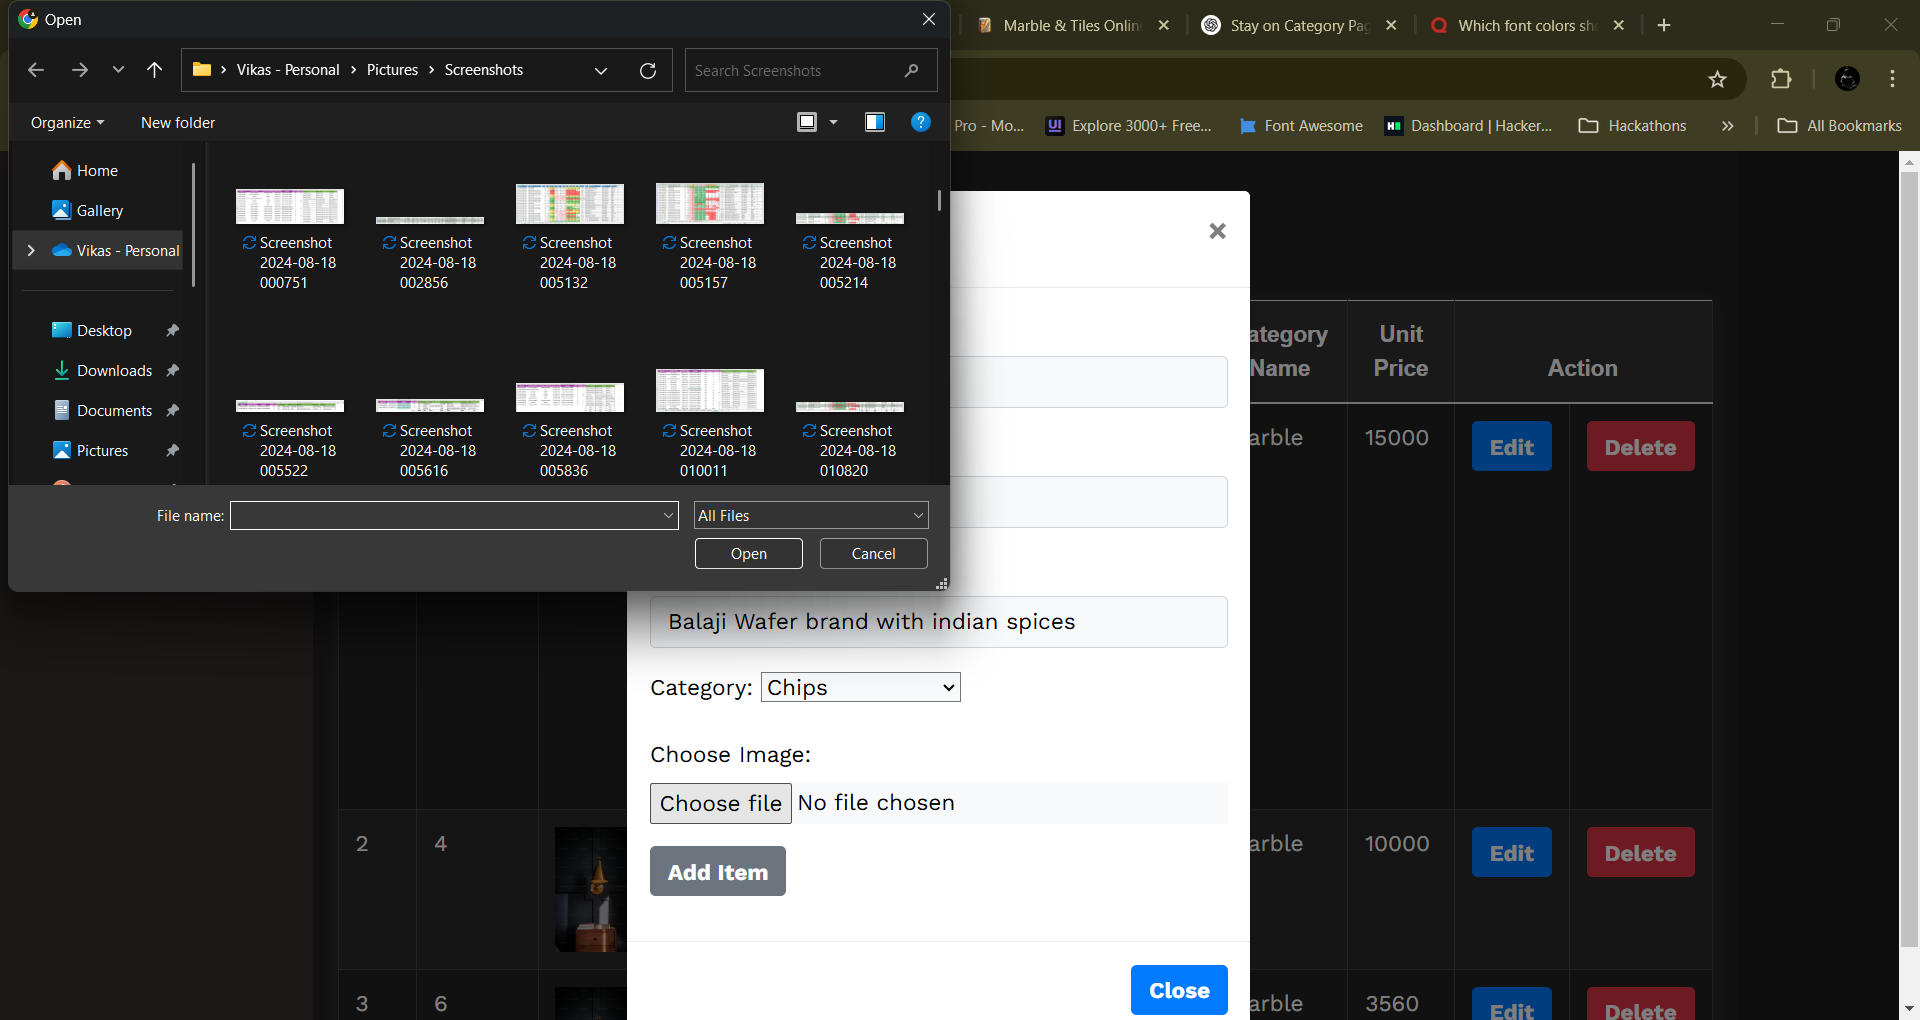 Open
Vikas - Personal > Pictures > Screenshots
Search Screenshots
Organize
New folder
Home
Gallery
Vikas - Personal
Desktop
Downloads
Documents
Pictures
Screenshot
2024-08-18
000751
Screenshot
2024-08-18
002856
Screenshot
2024-08-18
005132
Screenshot
2024-08-18
005157
Screenshot
2024-08-18
005214
Screenshot
2024-08-18
005522
Screenshot
2024-08-18
005616
Screenshot
2024-08-18
005836
Screenshot
2024-08-18
010011
Screenshot
2024-08-18
010820
File name:
All Files
Open
Cancel
Marble & Tiles Onlin
Stay on Category Pag
Which font colors sh
Pro - Mo...
UI Explore 3000+ Free...
Font Awesome
Dashboard | Hacker...
Hackathons
All Bookmarks
ategory
Name
Unit
Price
Action
arble
15000
Edit
Delete
Balaji Wafer brand with indian spices
Category: Chips
Choose Image:
Choose file No file chosen
Add Item
Close
2
4
arble
10000
Edit
Delete
3
6
arble
3560
Edit
Delete